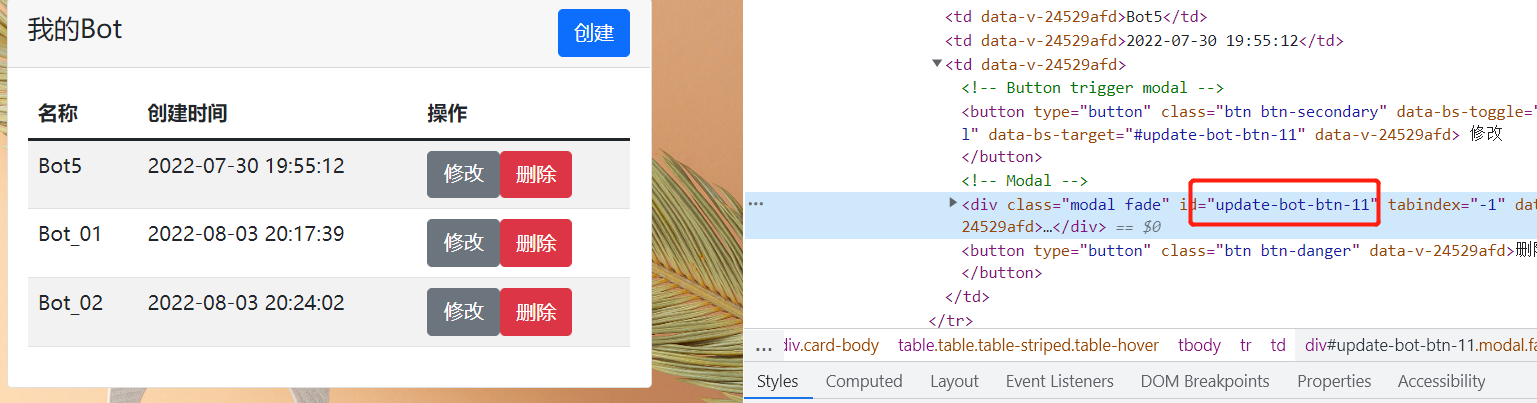 我的Bot
创建
名称 创建时间 操作
Bot5 2022-07-30 19:55:12 修改 删除
Bot_01 2022-08-03 20:17:39 修改 删除
Bot_02 2022-08-03 20:24:02 修改 删除
<td data-v-24529afd>Bot5</td>
<td data-v-24529afd>2022-07-30 19:55:12</td>
<td data-v-24529afd>
<!-- Button trigger modal -->
<button type="button" class="btn btn-secondary" data-bs-toggle="
l" data-bs-target="#update-bot-btn-11" data-v-24529afd> 修改
</button>
<!-- Modal -->
<div class="modal fade" id="update-bot-btn-11" tabindex="-1" dat
24529afd>…</div> == $0
<button type="button" class="btn btn-danger" data-v-24529afd>删除
</button>
</td>
</tr>
... div.card-body table.table.table-striped.table-hover tbody tr td div#update-bot-btn-11.modal.fa
Styles Computed Layout Event Listeners DOM Breakpoints Properties Accessibility